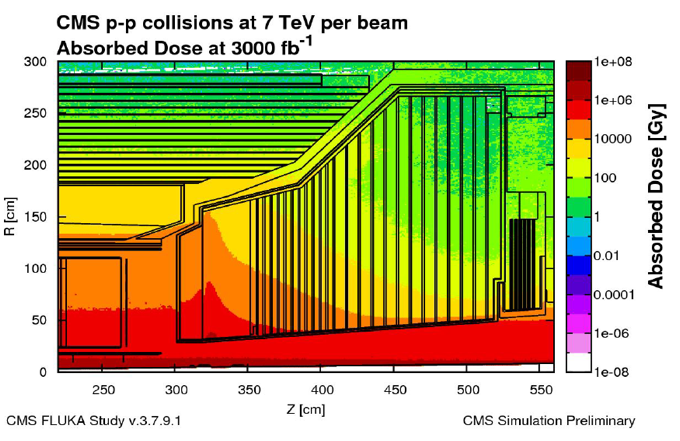 CMS p-p collisions at 7 TeV per beam
Absorbed Dose at 3000 fb-1
300
250
200
150
100
50
0
R [cm]
250
300
350
400
450
500
550
Z [cm]
1e+08
1e+06
10000
100
1
0.01
0.0001
1e-06
1e-08
Absorbed Dose [Gy]
CMS FLUKA Study v.3.7.9.1
CMS Simulation Preliminary